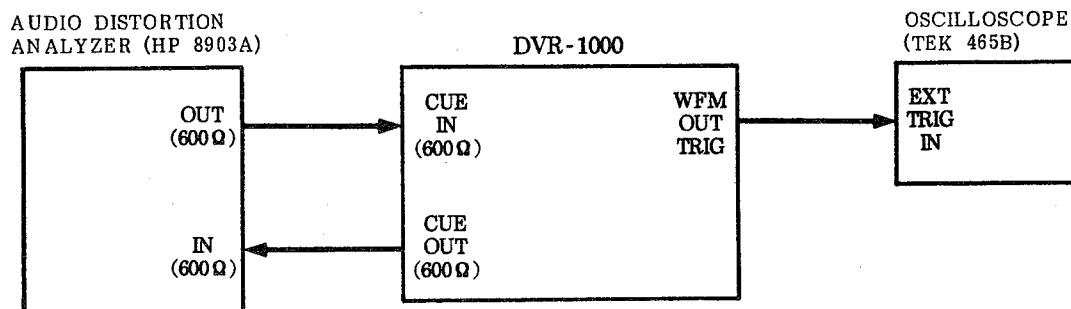 AUDIO DISTORTION
ANALYZER (HP 8903A)
OUT
(600Ω)
IN
(600Ω)
DVR-1000
CUE
IN
(600Ω)
CUE
OUT
(600Ω)
WFM
OUT
TRIG
OSCILLOSCOPE
(TEK 465B)
EXT
TRIG
IN